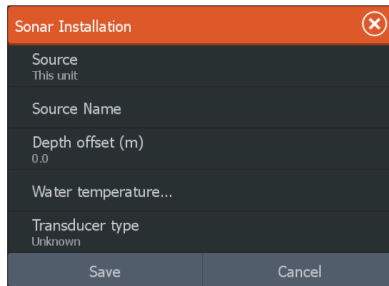 Sonar Installation
Source
This unit
Source Name
Depth offset (m)
0.0
Water temperature...
Transducer type
Unknown
Save Cancel